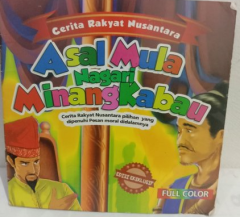 Cerita Rakyat Nusantara
Asal Mula
Nagari
Minangkabau
Cerita Rakyat Nusantara pilihan yang
dipenuhi Pesan moral didalamnya
FULL COLOR